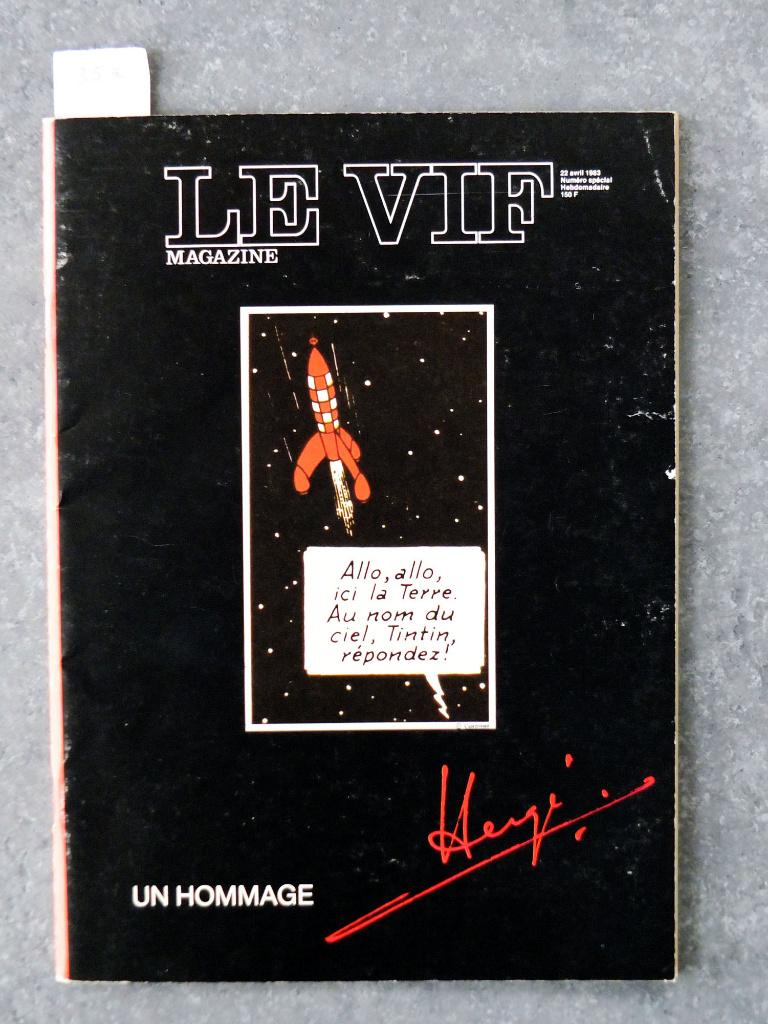 LE VIF
MAGAZINE
22 avril 1983
Numéro spécial
Hebdomadaire
150 F
Allo, allo,
ici la Terre.
Au nom du
ciel, Tintin,
répondez!
Hergé
UN HOMMAGE